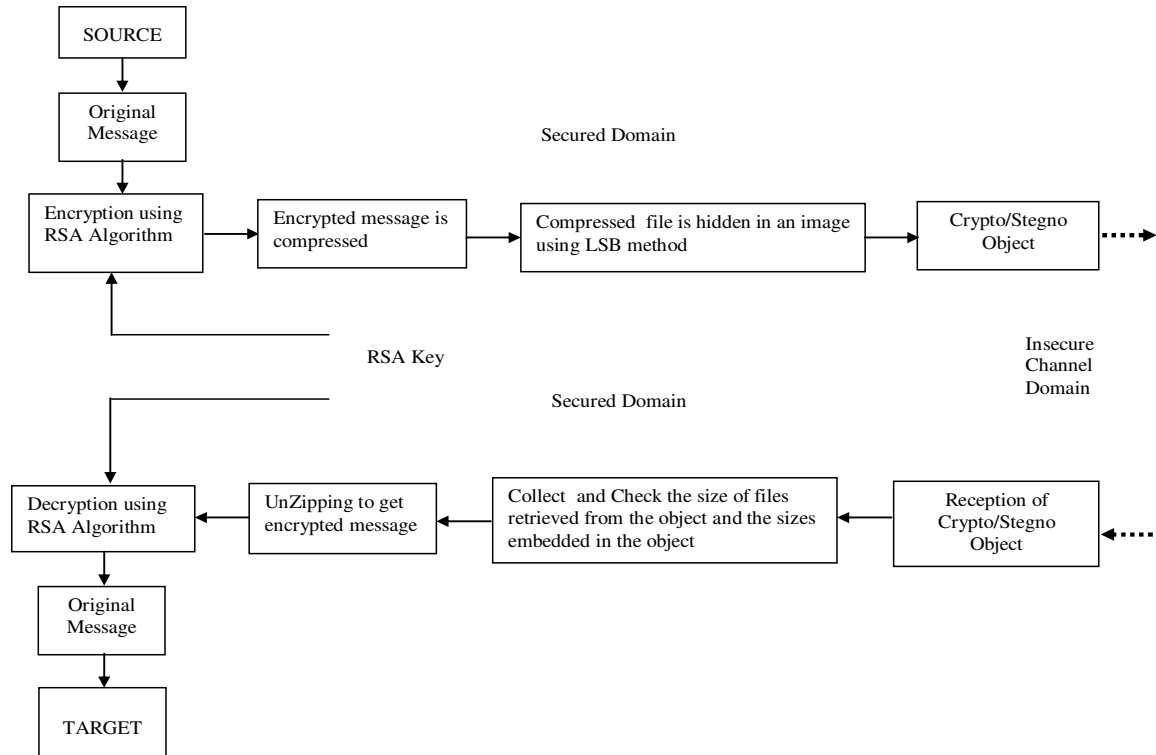 SOURCE
Original
Message
Secured Domain
Encryption using
RSA Algorithm
Encrypted message is
compressed
Compressed file is hidden in an image
using LSB method
Crypto/Stegno
Object
RSA Key
Insecure
Channel
Domain
Secured Domain
Decryption using
RSA Algorithm
UnZipping to get
encrypted message
Collect and Check the size of files
retrieved from the object and the sizes
embedded in the object
Reception of
Crypto/Stegno
Object
Original
Message
TARGET